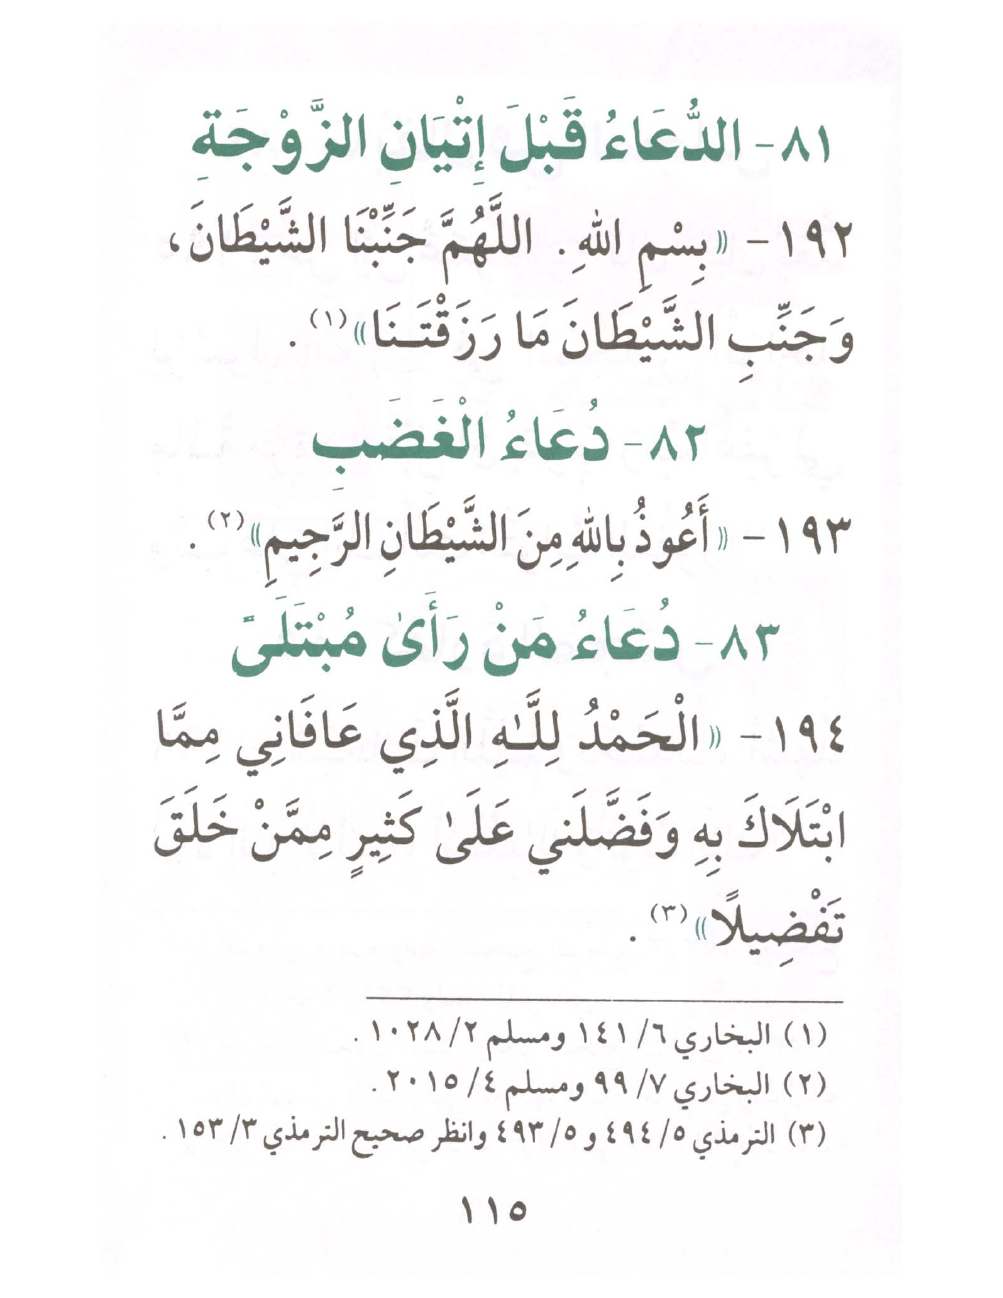 ٨١- الدُّعَاءُ قَبْلَ إِتْيَانِ الزَّوْجَةِ
١٩٢ - «بِسْمِ اللهِ. اللَّهُمَّ جَنِّبْنَا الشَّيْطَانَ،
وَجَنِّبِ الشَّيْطَانَ مَا رَزَقْتَنَا»(١).
٨٢- دُعَاءُ الْغَضَبِ
١٩٣ - «أَعُوذُ بِاللهِ مِنَ الشَّيْطَانِ الرَّجِيمِ»(٢).
٨٣- دُعَاءُ مَنْ رَأَىٰ مُبْتَلَىً
١٩٤ - «الْحَمْدُ لِلَّـٰهِ الَّذِي عَافَانِي مِمَّا
ابْتَلَاكَ بِهِ وَفَضَّلَنِي عَلَىٰ كَثِيرٍ مِمَّنْ خَلَقَ
تَفْضِيلًا»(٣).
(١) البخاري ٦/ ١٤١ ومسلم ٢/ ١٠٢٨.
(٢) البخاري ٧/ ٩٩ ومسلم ٤/ ٢٠١٥.
(٣) الترمذي ٥/ ٤٩٤ و ٥/ ٤٩٣ وانظر صحيح الترمذي ٣/ ١٥٣.
١١٥